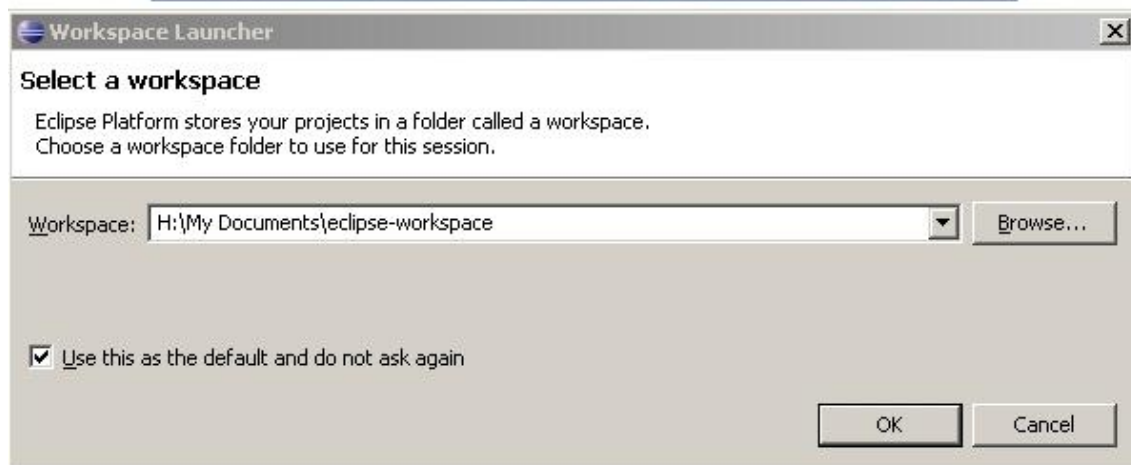 Workspace Launcher
Select a workspace
Eclipse Platform stores your projects in a folder called a workspace.
Choose a workspace folder to use for this session.
Workspace: H:\My Documents\eclipse-workspace Browse...
Use this as the default and do not ask again
OK Cancel